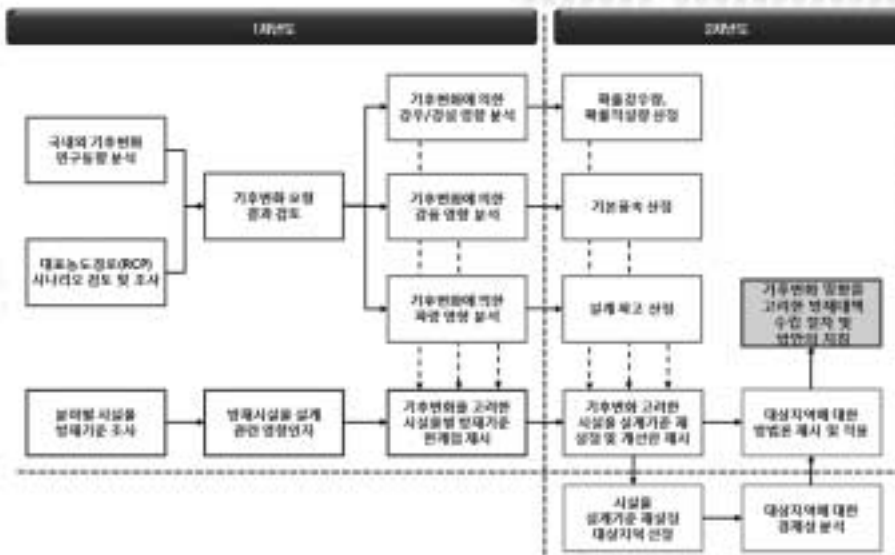 1차년도
2차년도
기후변화에 의한
강우/강설 영향 분석
확률강우량,
확률적설량 산정
국내외 기후변화
연구동향 분석
기후변화 모형
결과 검토
기후변화에 의한
강풍 영향 분석
기본풍속 산정
대표농도경로(RCP)
시나리오 검토 및 조사
기후변화에 의한
파랑 영향 분석
설계 파고 산정
기후변화 영향을
고려한 방재대책
수립 절차 및
방안의 지침
분야별 시설물
방재기준 조사
방재시설물 설계
관련 영향인자
기후변화를 고려한
시설물별 방재기준
한계점 제시
기후변화 고려한
시설물 설계기준 재
설정 및 개선안 제시
대상지역에 대한
방법론 제시 및 적용
시설물
설계기준 재설정
대상지역 선정
대상지역에 대한
경제성 분석